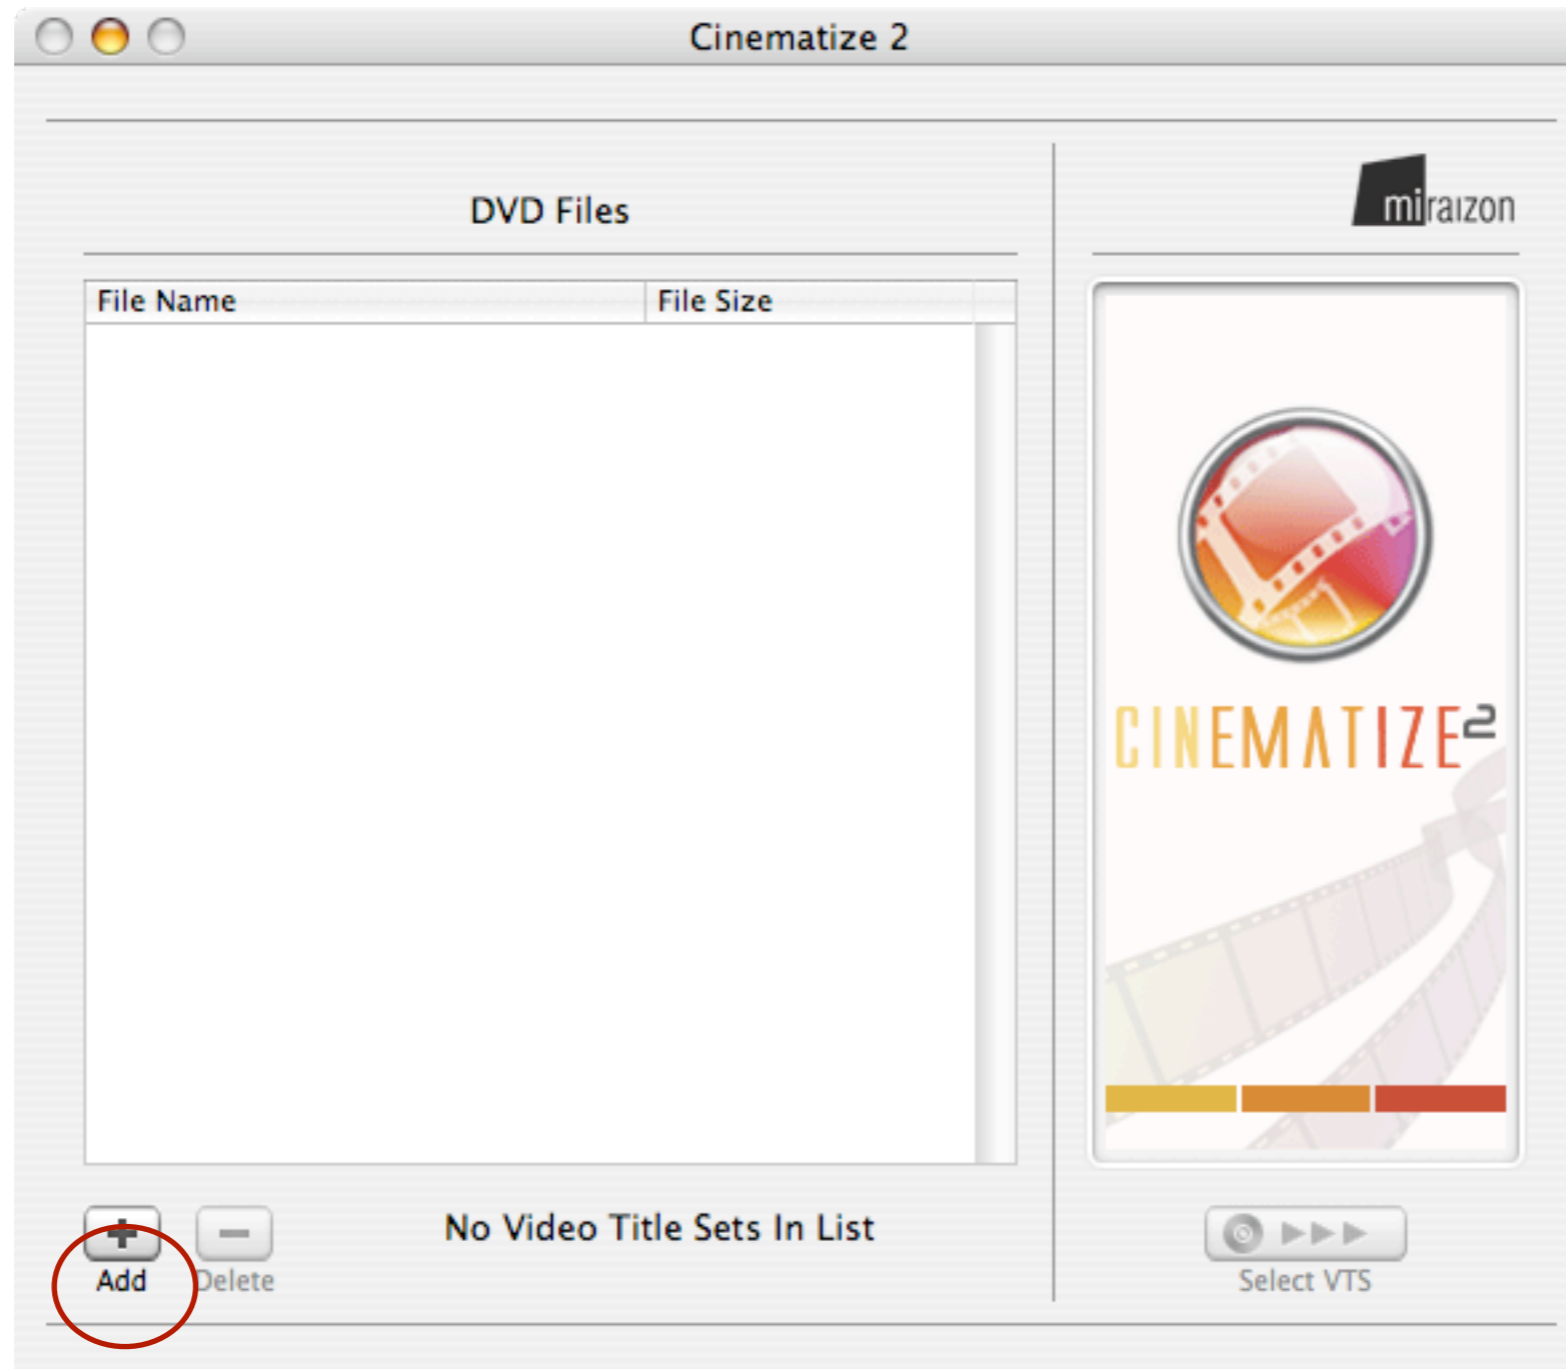 Cinematize 2
DVD Files
miraizon
File Name File Size
CINEMATIZE2
No Video Title Sets In List
Add Delete
Select VTS